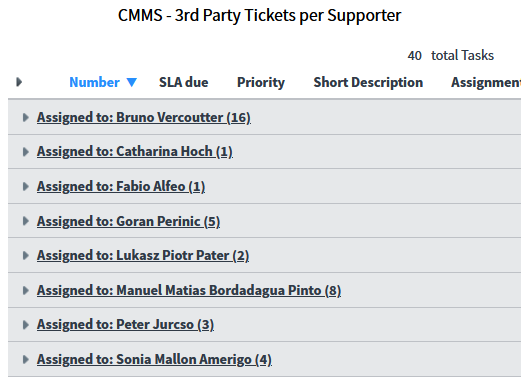 CMMS - 3rd Party Tickets per Supporter
40 total Tasks
Number SLA due Priority Short Description Assignment
Assigned to: Bruno Vercoutter (16)
Assigned to: Catharina Hoch (1)
Assigned to: Fabio Alfeo (1)
Assigned to: Goran Perinic (5)
Assigned to: Lukasz Piotr Pater (2)
Assigned to: Manuel Matias Bordadagua Pinto (8)
Assigned to: Peter Jurcso (3)
Assigned to: Sonia Mallon Amerigo (4)